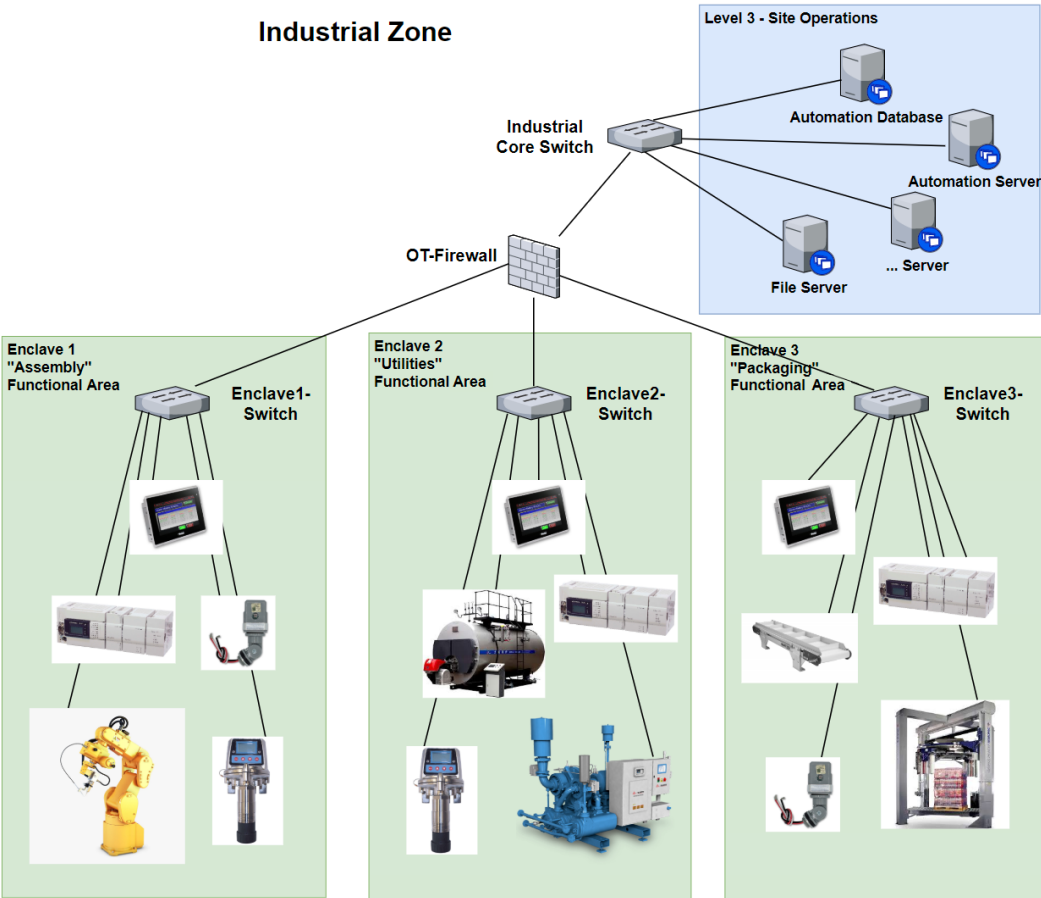 Industrial Zone
Level 3 - Site Operations
Automation Database
Industrial
Core Switch
Automation Server
OT-Firewall
... Server
File Server
Enclave 1
"Assembly"
Functional Area
Enclave1-
Switch
Enclave 2
"Utilities"
Functional Area
Enclave2-
Switch
Enclave 3
"Packaging"
Functional Area
Enclave3-
Switch